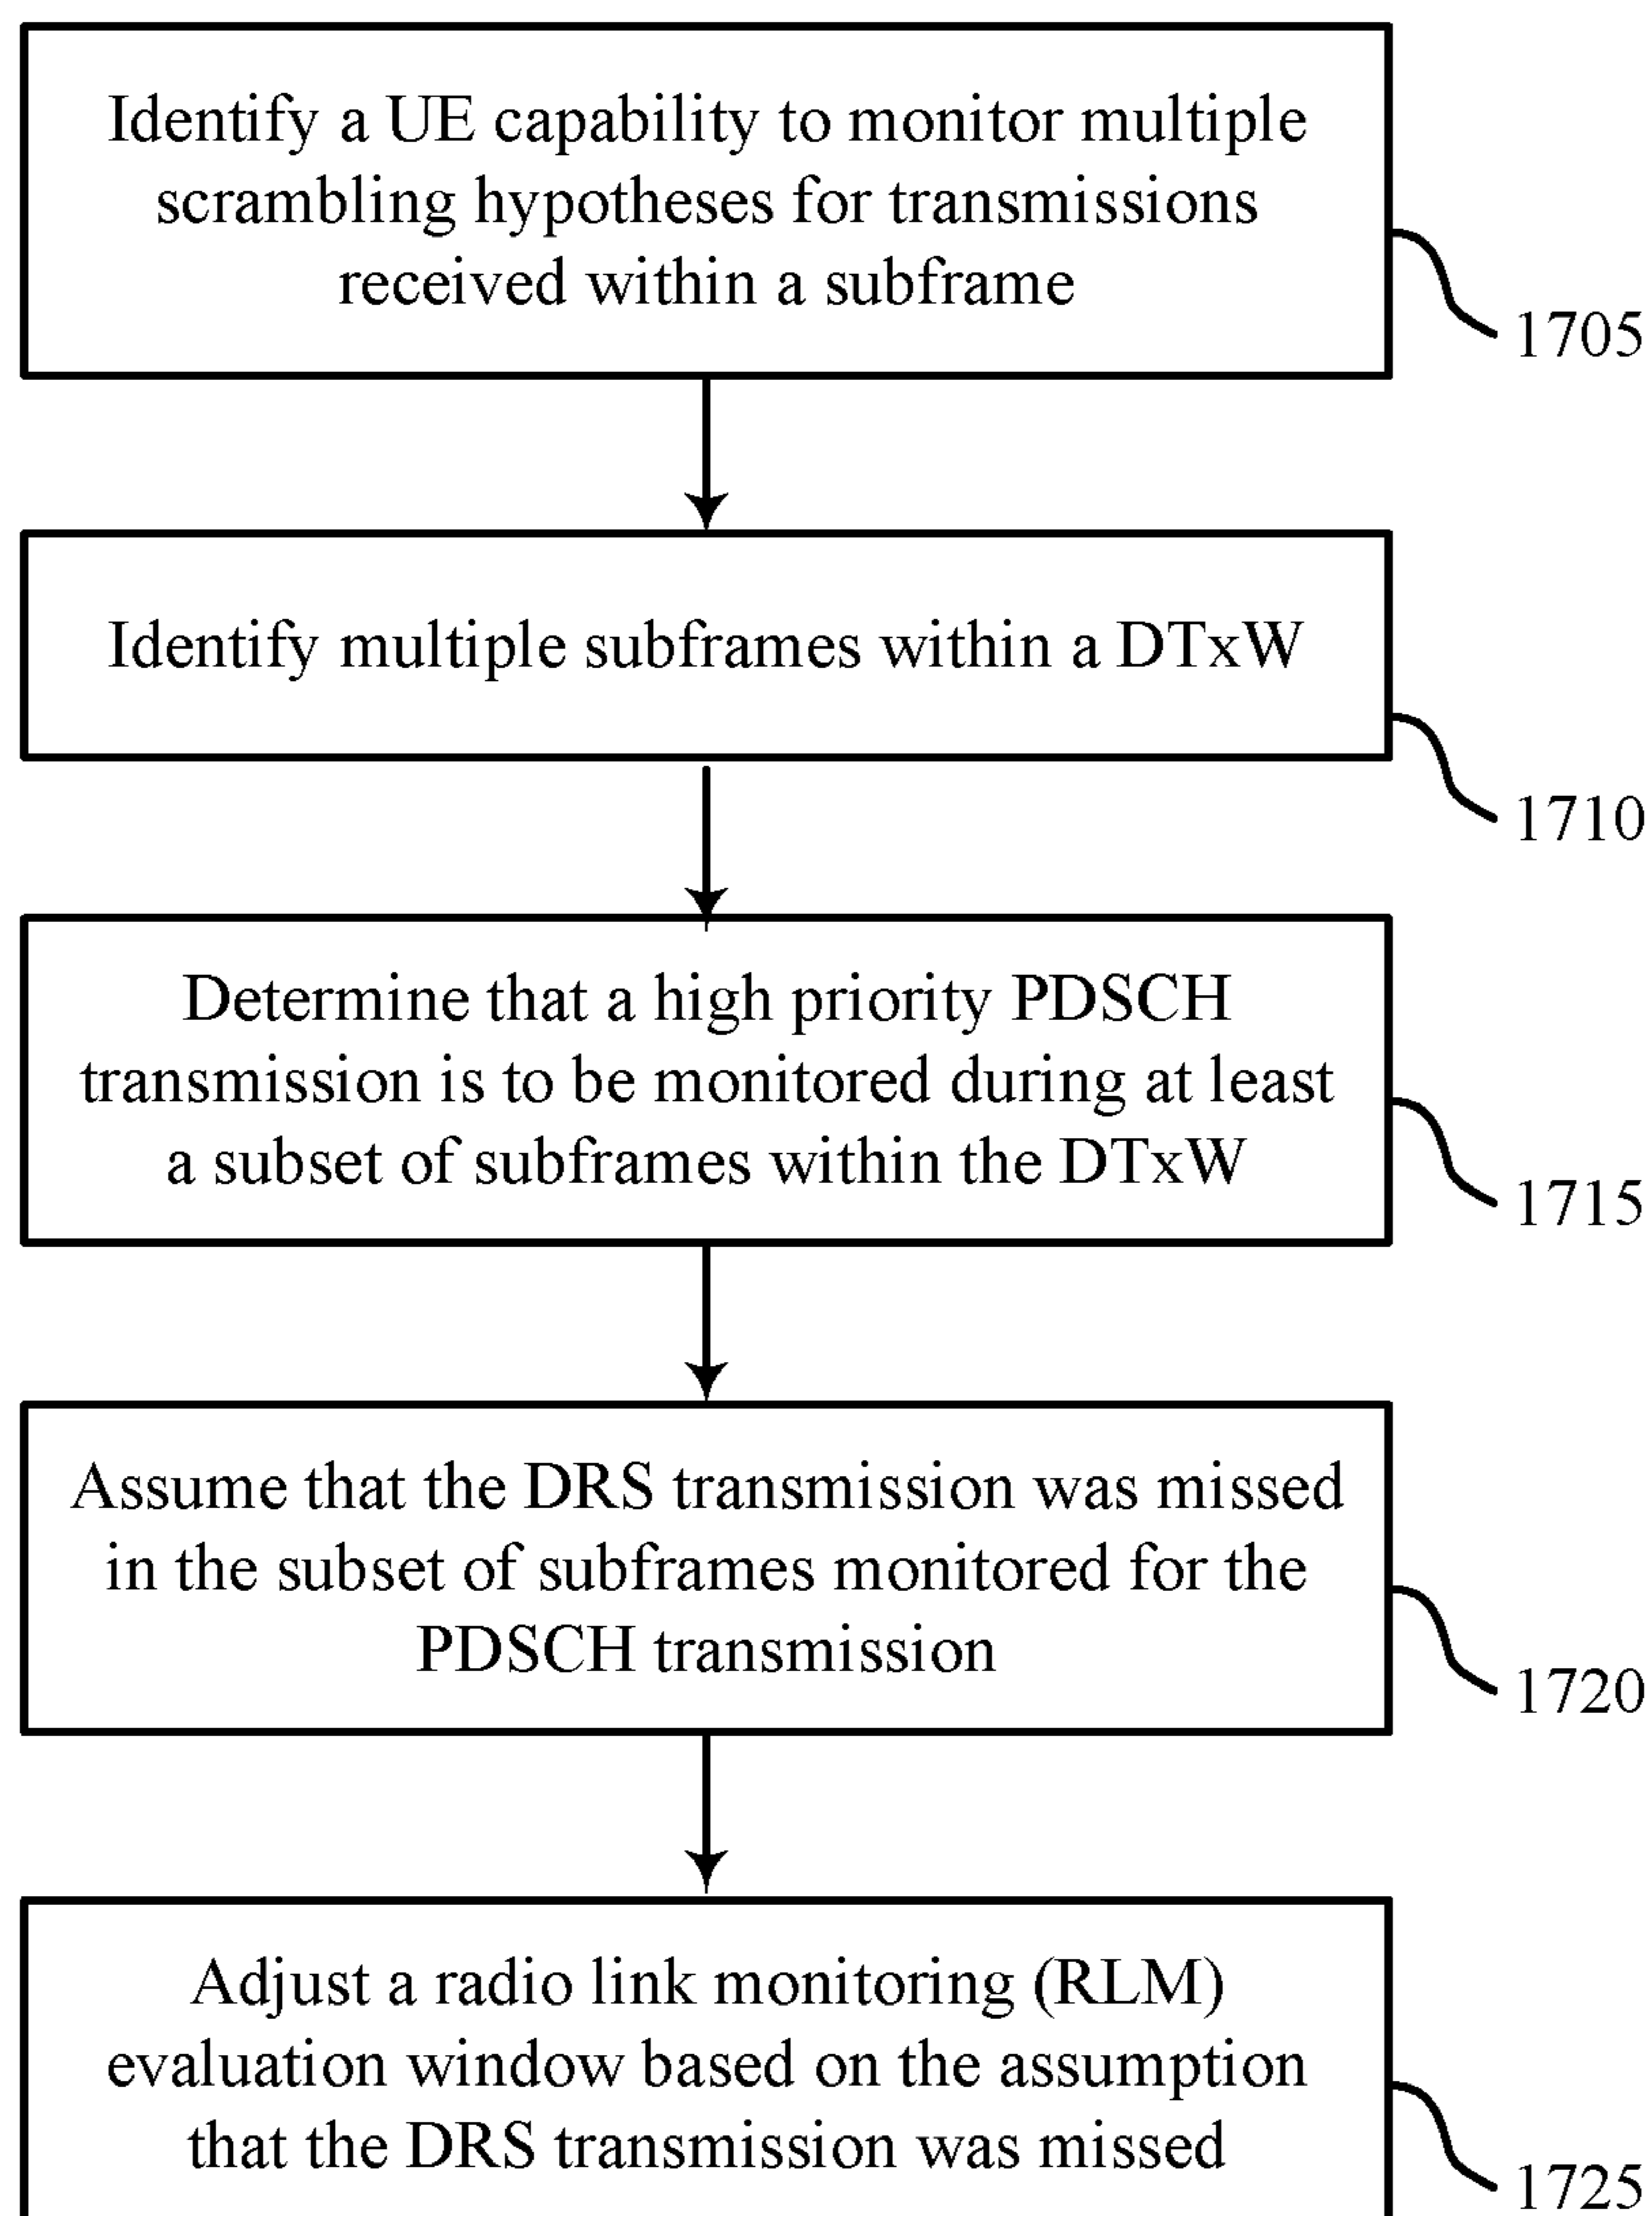 Identify a UE capability to monitor multiple
scrambling hypotheses for transmissions
received within a subframe
1705
Identify multiple subframes within a DTxW
1710
Determine that a high priority PDSCH
transmission is to be monitored during at least
a subset of subframes within the DTxW
1715
Assume that the DRS transmission was missed
in the subset of subframes monitored for the
PDSCH transmission
1720
Adjust a radio link monitoring (RLM)
evaluation window based on the assumption
that the DRS transmission was missed
1725